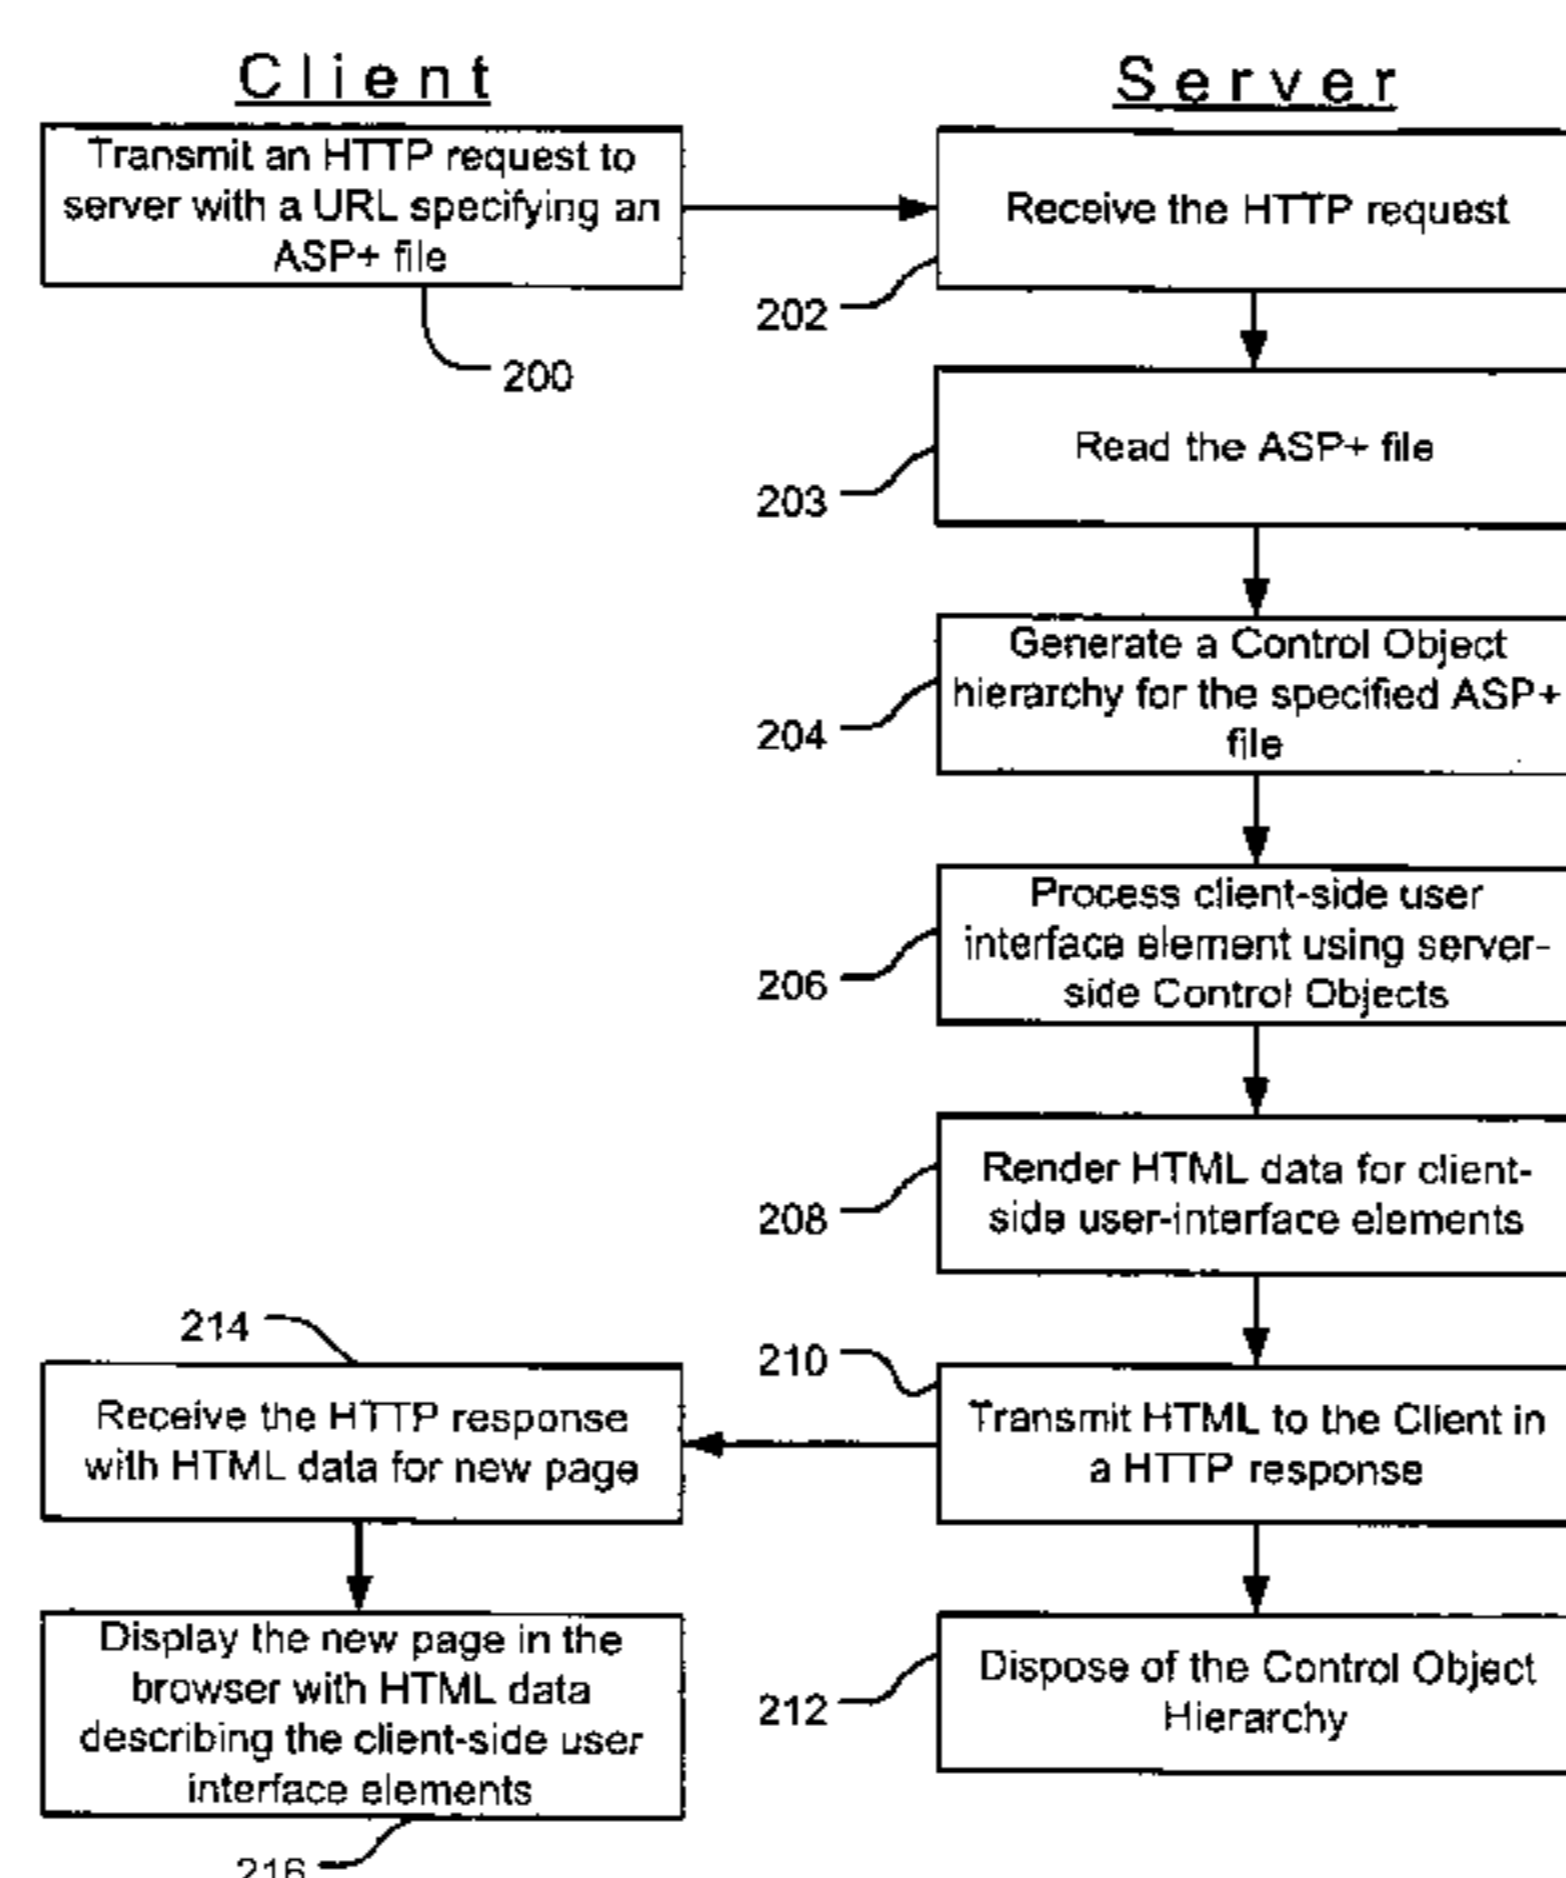 Client
Server
Transmit an HTTP request to
server with a URL specifying an
ASP+ file
200
Receive the HTTP request
202
Read the ASP+ file
203
Generate a Control Object
hierarchy for the specified ASP+
file
204
Process client-side user
interface element using server-
side Control Objects
206
Render HTML data for client-
side user-interface elements
208
Transmit HTML to the Client in
a HTTP response
210
214
Receive the HTTP response
with HTML data for new page
Display the new page in the
browser with HTML data
describing the client-side user
interface elements
216
Dispose of the Control Object
Hierarchy
212